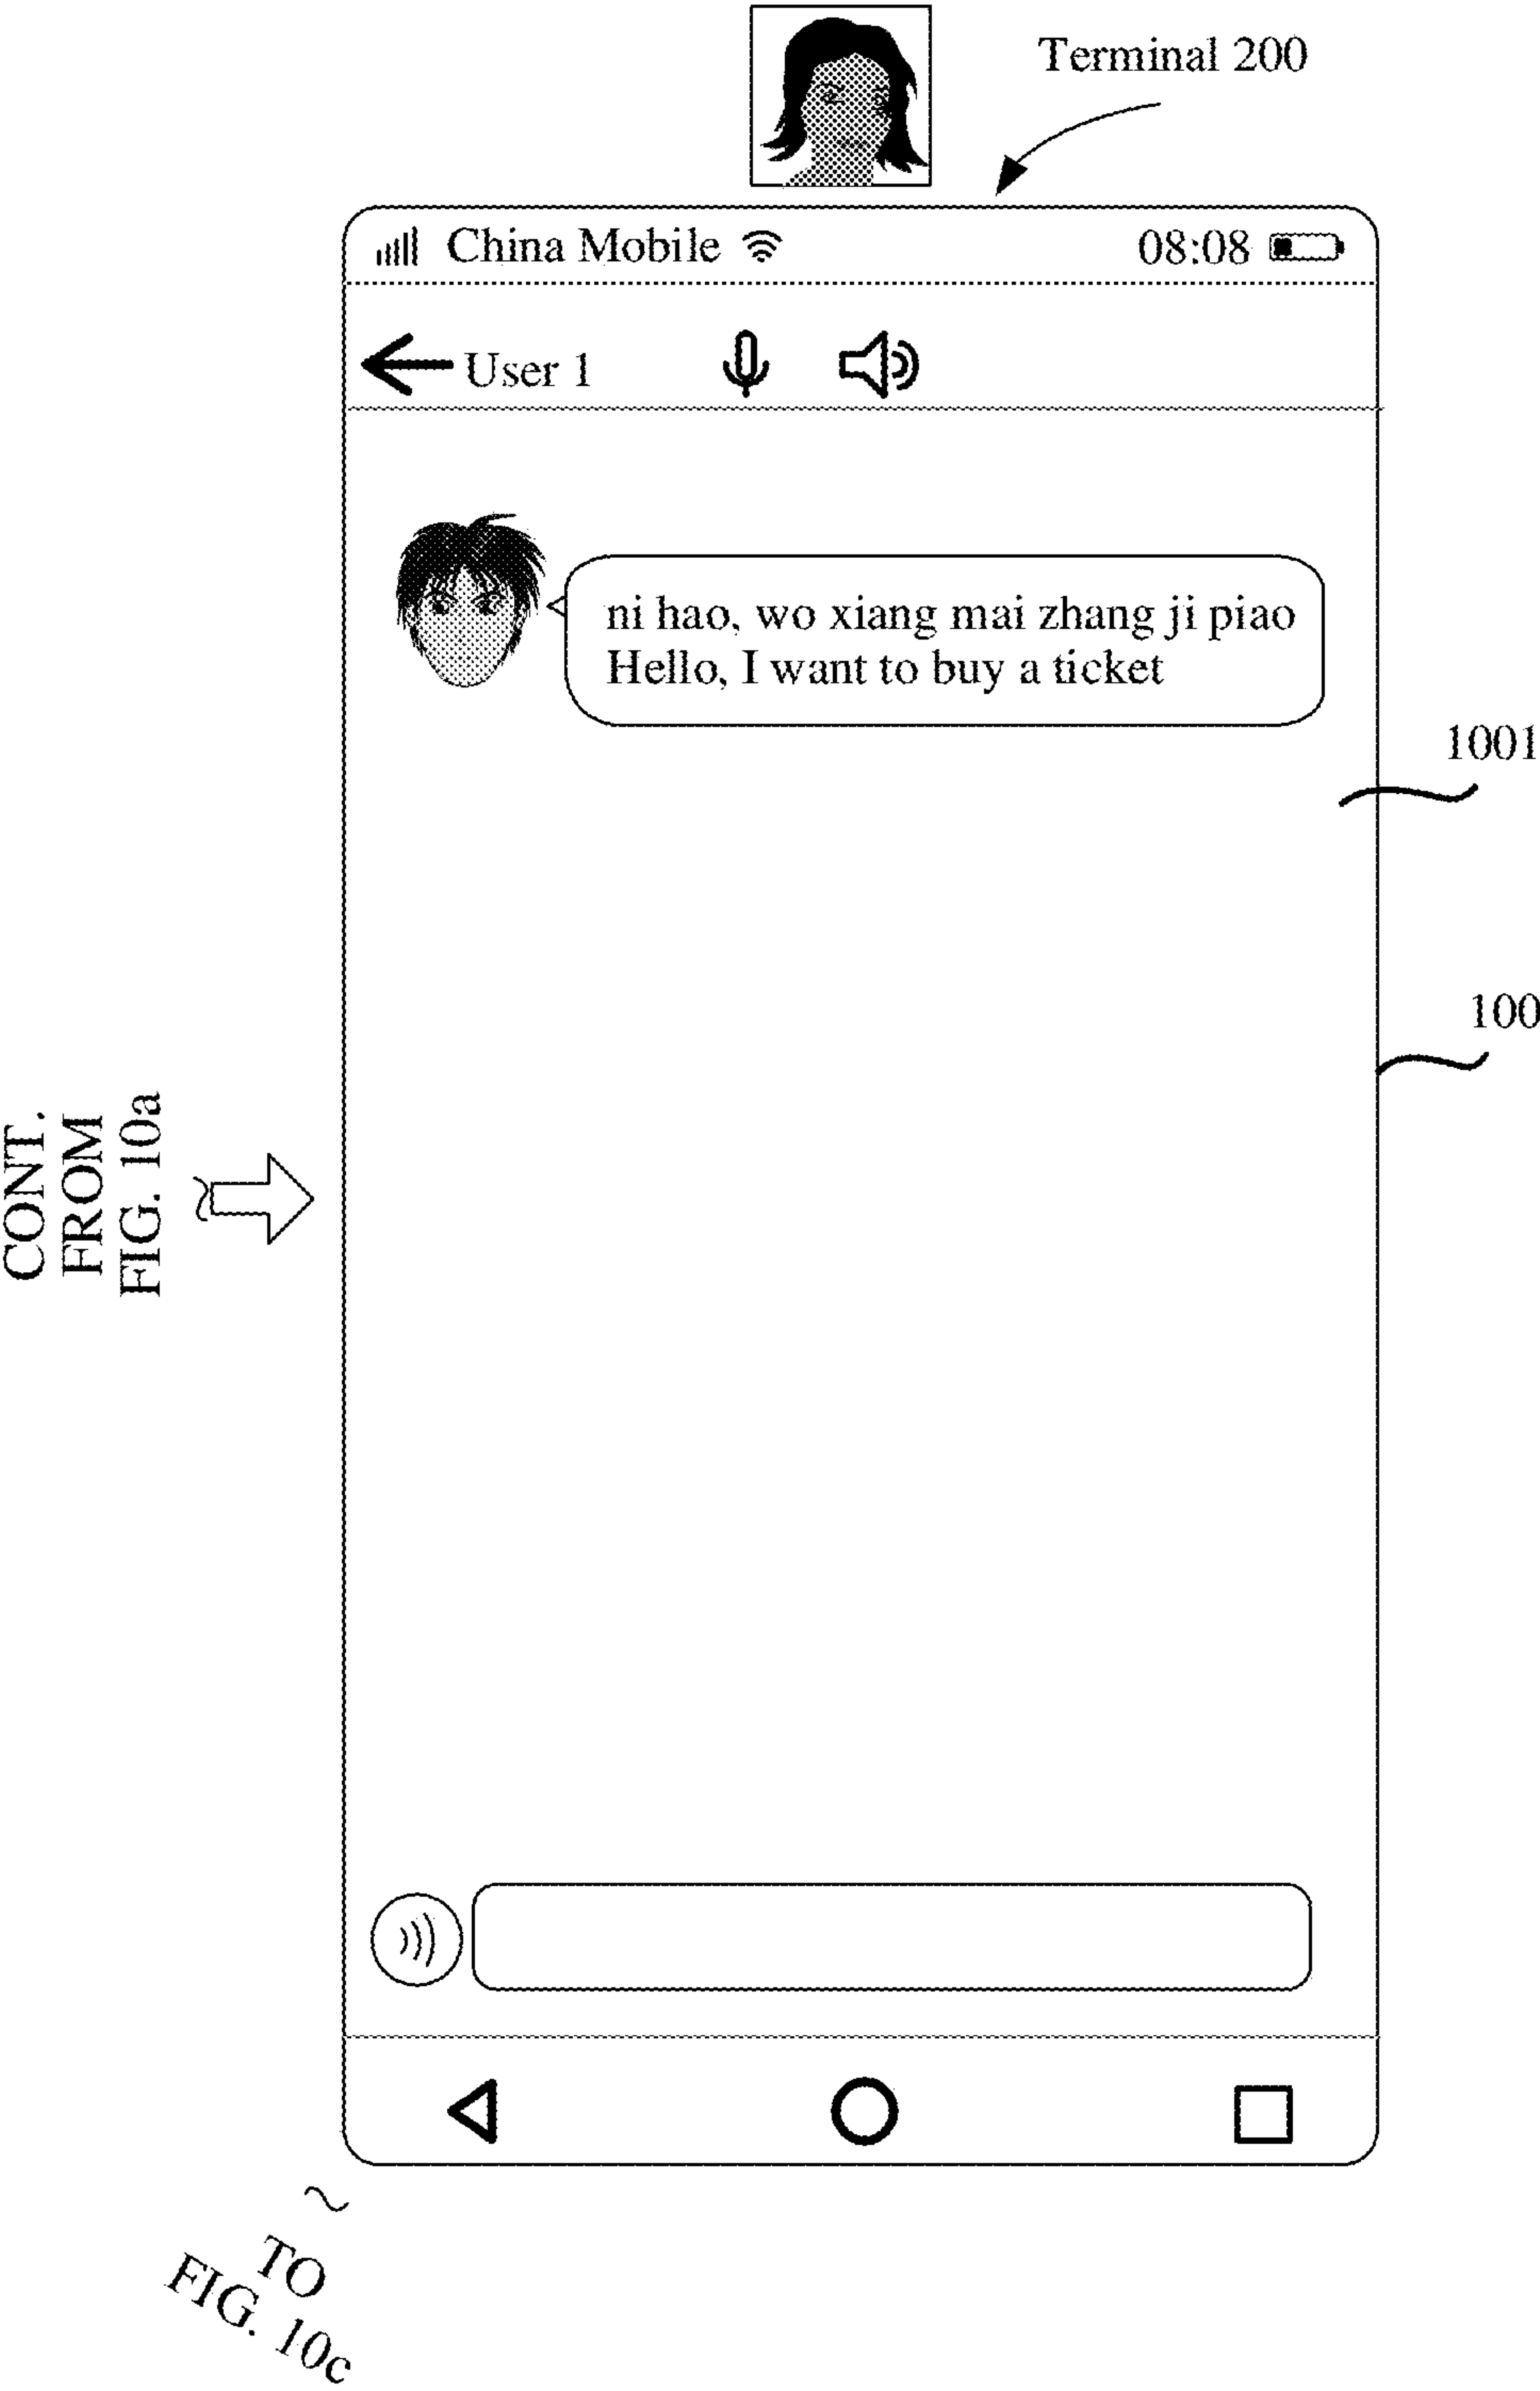 Terminal 200
China Mobile 08:08
User 1
ni hao, wo xiang mai zhang ji piao
Hello, I want to buy a ticket
1001
100
CONT.
FROM
FIG. 10a
TO
FIG. 10c